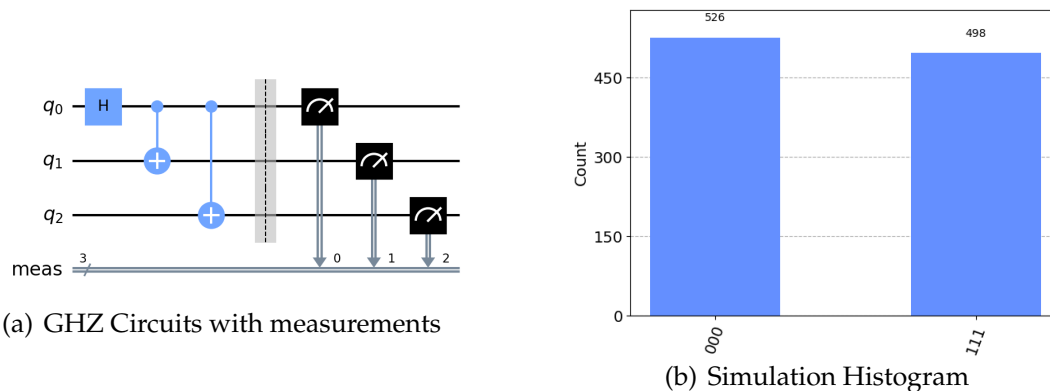 H
q0
q1
q2
meas
3
0
1
2
(a) GHZ Circuits with measurements
526
498
450
300
150
0
Count
000
111
(b) Simulation Histogram